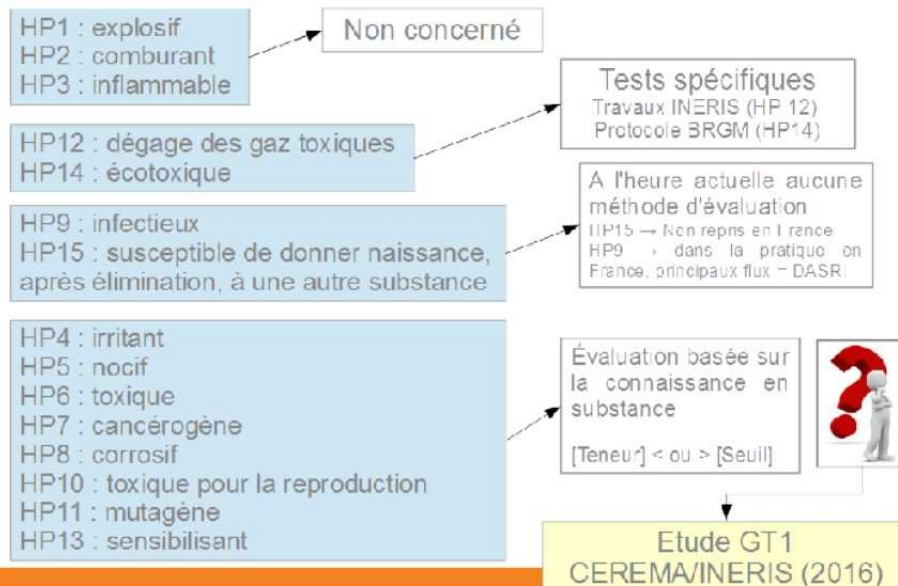 HP1 : explosif
HP2 : comburant
HP3 : inflammable
Non concerné
HP12 : dégage des gaz toxiques
HP14 : écotoxique
Tests spécifiques
Travaux INERIS (HP 12)
Protocole BRGM (HP14)
HP9 : infectieux
HP15 : susceptible de donner naissance,
après élimination, à une autre substance
A l'heure actuelle aucune
méthode d'évaluation
HP15 → Non repris en France
HP9 → dans la pratique en
France, principaux flux = DASRI
HP4 : irritant
HP5 : nocif
HP6 : toxique
HP7 : cancérogène
HP8 : corrosif
HP10 : toxique pour la reproduction
HP11 : mutagène
HP13 : sensibilisant
Évaluation basée sur
la connaissance en
substance
[Teneur] < ou > [Seuil]
Etude GT1
CEREMA/INERIS (2016)